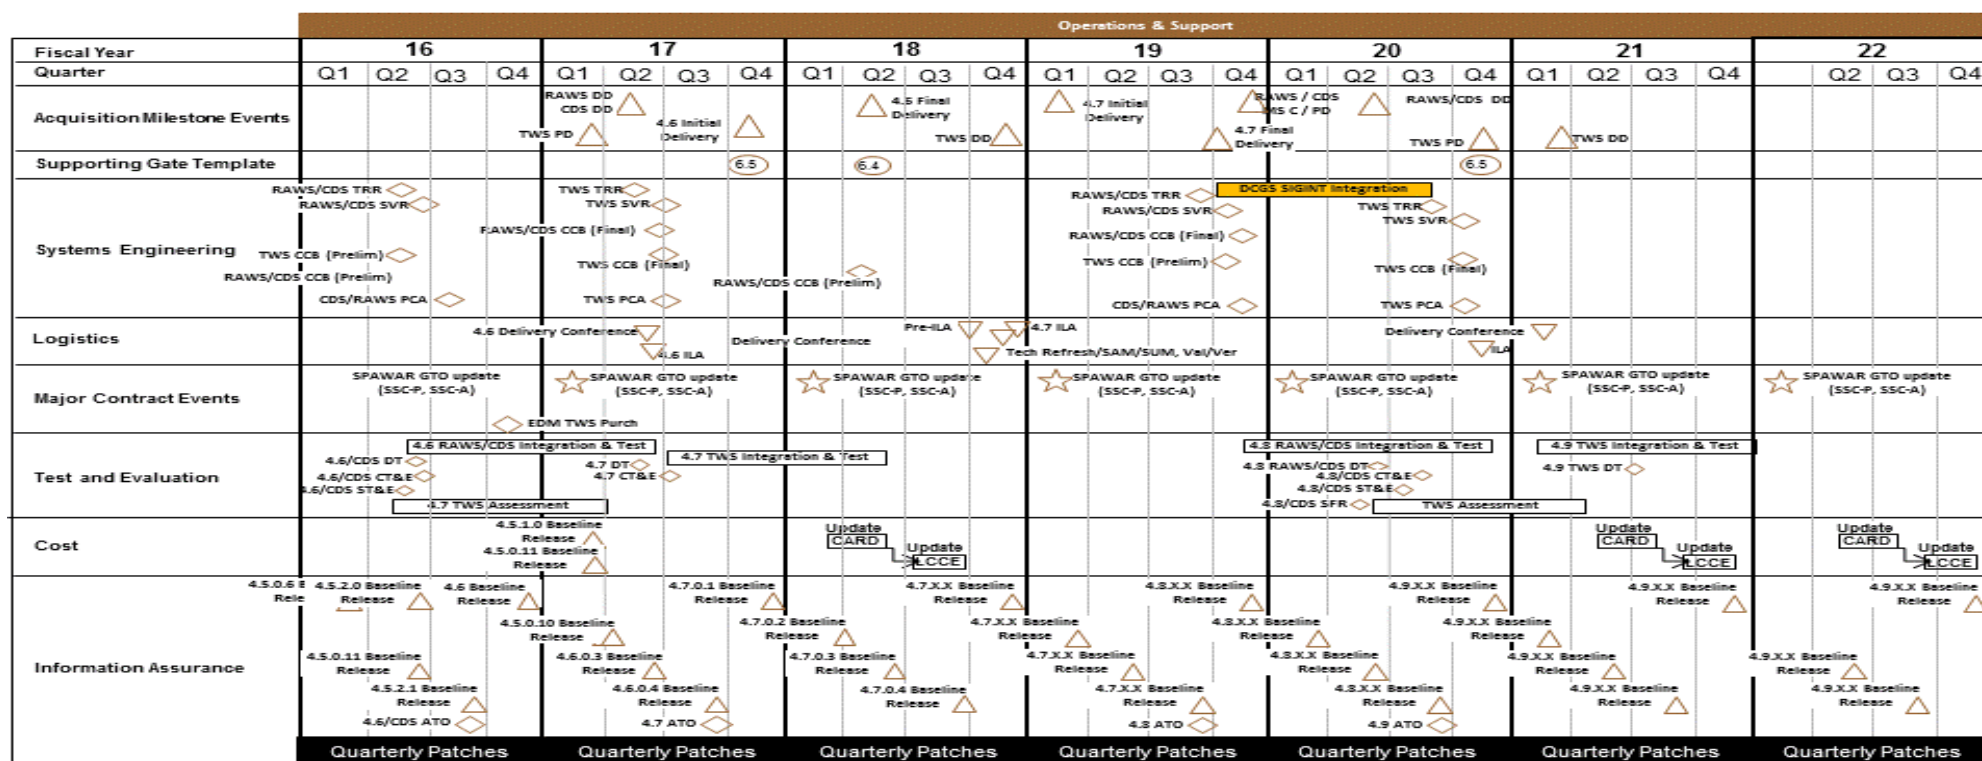 Operations & Support
Fiscal Year 16 17 18 19 20 21 22
Quarter Q1 Q2 Q3 Q4 Q1 Q2 Q3 Q4 Q1 Q2 Q3 Q4 Q1 Q2 Q3 Q4 Q1 Q2 Q3 Q4 Q1 Q2 Q3 Q4 Q2 Q3 Q4
Acquisition Milestone Events
RAWS DD
CDS DD
TWS PD
4.6 Initial
Delivery
Final
Delivery
TWS DD
4.7 Initial
Delivery
4.7 Final
Delivery
RAWS / CDS
MS C / PD
RAWS/CDS DD
TWS PD
TWS DD
Supporting Gate Template
6.5
6.4
6.5
Systems Engineering
RAWS/CDS TRR
RAWS/CDS SVR
TWS CCB (Prelim)
RAWS/CDS CCB (Prelim)
CDS/RAWS PCA
TWS TRR
TWS SVR
RAWS/CDS CCB (Final)
TWS CCB (Final)
TWS PCA
RAWS/CDS CCB (Prelim)
RAWS/CDS TRR
RAWS/CDS SVR
RAWS/CDS CCB (Final)
TWS CCB (Prelim)
CDS/RAWS PCA
DCGS SIGINT Integration
TWS TRR
TWS SVR
TWS CCB (Final)
TWS PCA
Logistics
4.6 Delivery Conference
4.6 ILA
Delivery Conference
Pre-ILA
4.7 ILA
Tech Refresh/SAM/SUM, Val/Ver
Delivery Conference
ILA
Major Contract Events
SPAWAR GTO update
(SSC-P, SSC-A)
EDM TWS Purch
SPAWAR GTO update
(SSC-P, SSC-A)
SPAWAR GTO update
(SSC-P, SSC-A)
SPAWAR GTO update
(SSC-P, SSC-A)
SPAWAR GTO update
(SSC-P, SSC-A)
SPAWAR GTO update
(SSC-P, SSC-A)
SPAWAR GTO update
(SSC-P, SSC-A)
Test and Evaluation
4.6 RAWS/CDS Integration & Test
4.6/CDS DT
4.6/CDS CT&E
4.6/CDS ST&E
4.7 TWS Assessment
4.7 DT
4.7 CT&E
4.7 TWS Integration & Test
4.8 RAWS/CDS Integration & Test
4.8 RAWS/CDS DT
4.8/CDS CT&E
4.8/CDS ST&E
4.8/CDS SFR
TWS Assessment
4.9 TWS Integration & Test
4.9 TWS DT
Cost
4.5.1.0 Baseline
Release
4.5.0.11 Baseline
Release
Update
CARD
Update
LCCE
Update
CARD
Update
LCCE
Update
CARD
Update
LCCE
Information Assurance
4.5.0.6 B
Rele
4.5.2.0 Baseline
Release
4.6 Baseline
Release
4.5.0.11 Baseline
Release
4.5.2.1 Baseline
Release
4.6/CDS ATO
4.5.0.10 Baseline
Release
4.6.0.3 Baseline
Release
4.6.0.4 Baseline
Release
4.7 ATO
4.7.0.1 Baseline
Release
4.7.0.2 Baseline
Release
4.7.0.3 Baseline
Release
4.7.0.4 Baseline
Release
4.7.X.X Baseline
Release
4.7.X.X Baseline
Release
4.7.X.X Baseline
Release
4.7.X.X Baseline
Release
4.8 ATO
4.8.X.X Baseline
Release
4.8.X.X Baseline
Release
4.8.X.X Baseline
Release
4.8.X.X Baseline
Release
4.9 ATO
4.9.X.X Baseline
Release
4.9.X.X Baseline
Release
4.9.X.X Baseline
Release
4.9.X.X Baseline
Release
4.9.X.X Baseline
Release
4.9.X.X Baseline
Release
4.9.X.X Baseline
Release
4.9.X.X Baseline
Release
Quarterly Patches Quarterly Patches Quarterly Patches Quarterly Patches Quarterly Patches Quarterly Patches Quarterly Patches